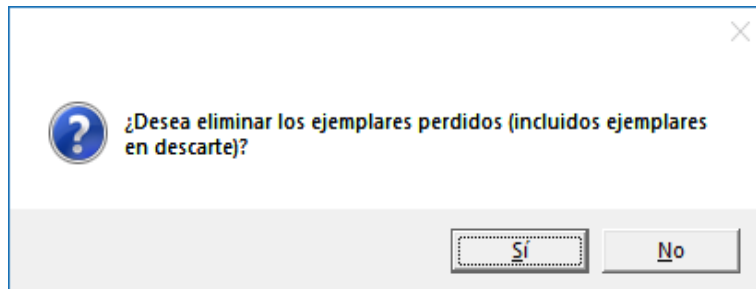 ¿Desea eliminar los ejemplares perdidos (incluidos ejemplares
en descarte)?
Sí
No